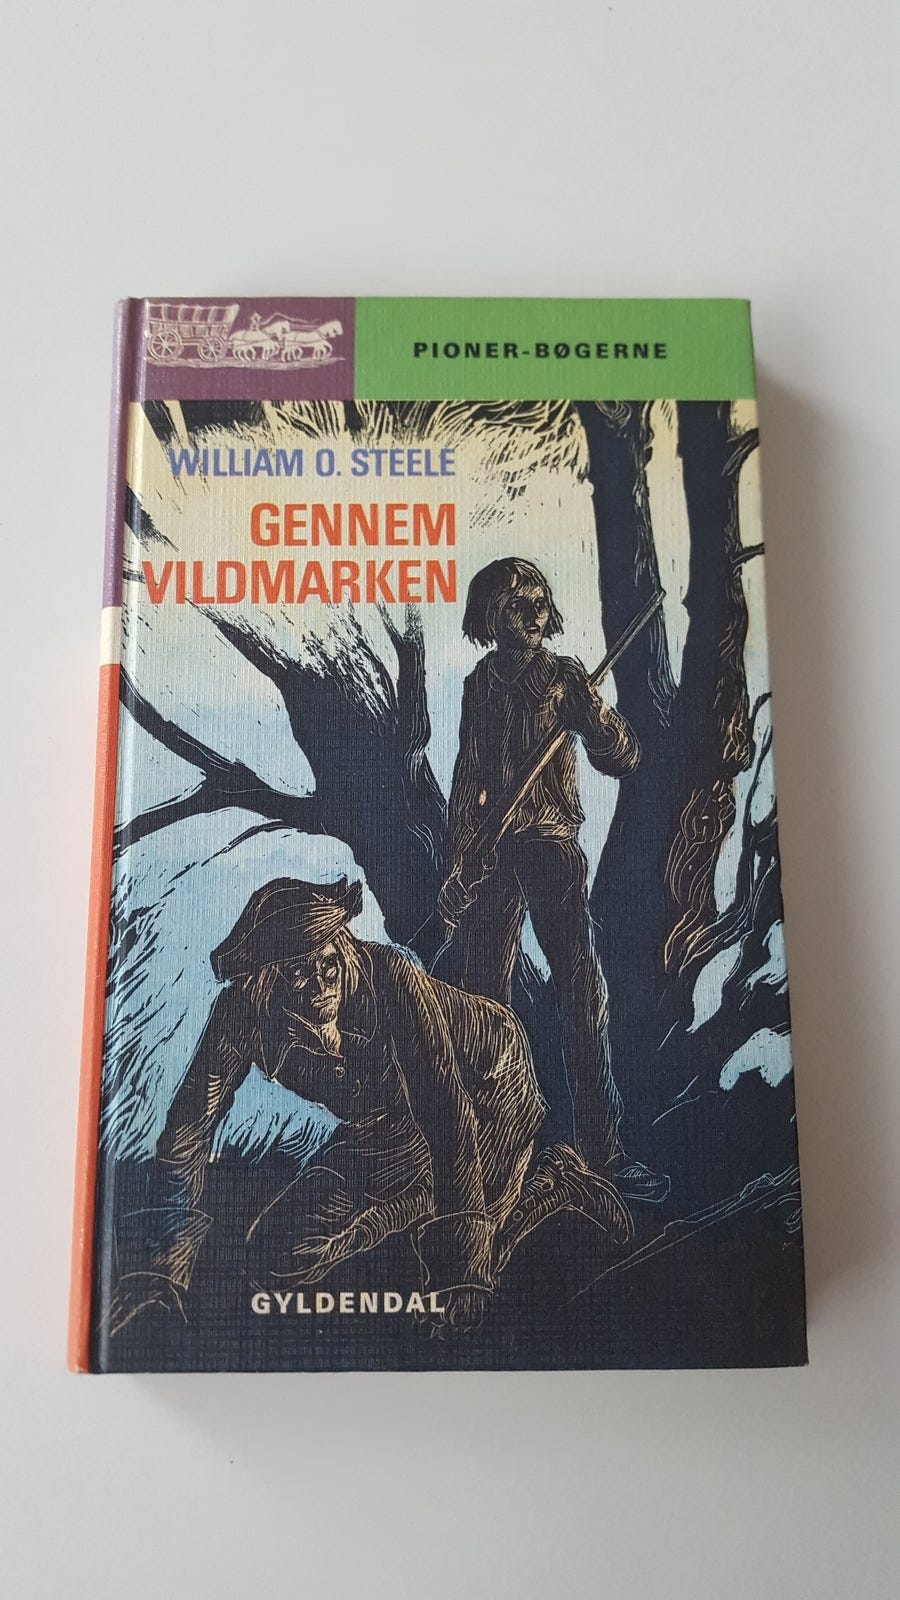 PIONER-BØGERNE
WILLIAM O. STEELE
GENNEM
VILDMARKEN
GYLDENDAL